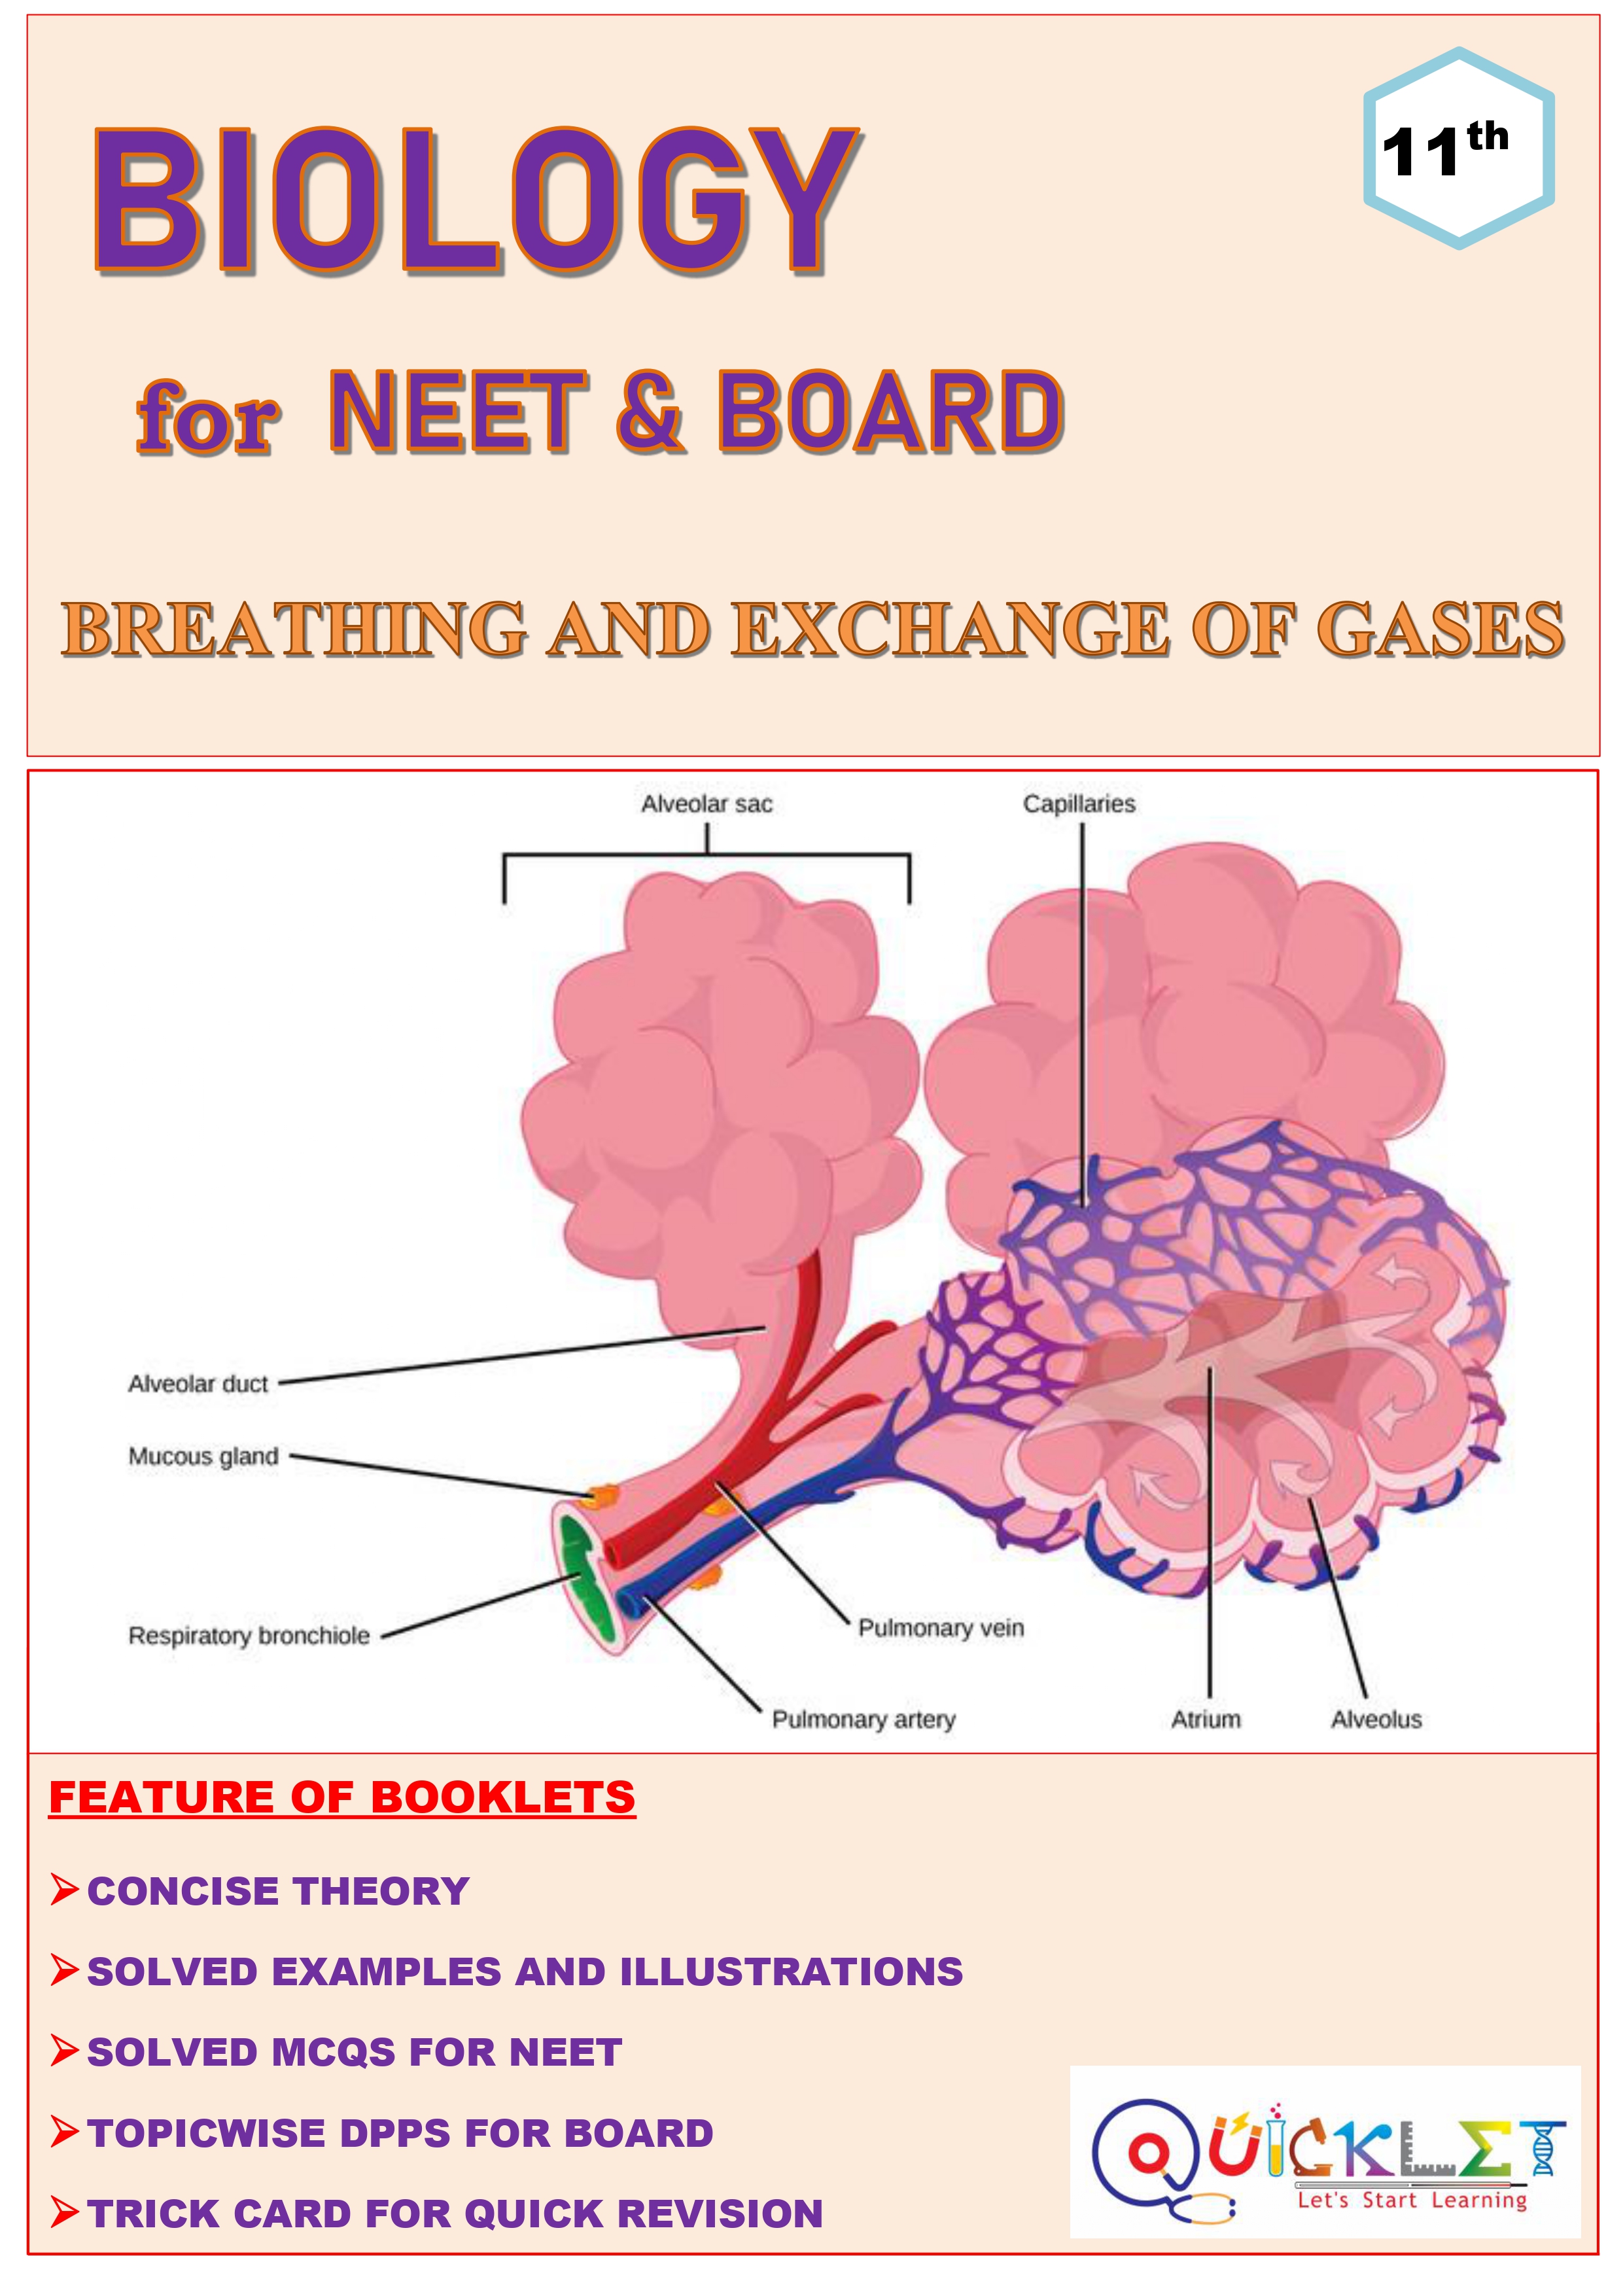 11th
BIOLOGY
for NEET & BOARD
BREATHING AND EXCHANGE OF GASES
Alveolar sac
Capillaries
Alveolar duct
Mucous gland
Respiratory bronchiole
Pulmonary vein
Pulmonary artery
Atrium
Alveolus
FEATURE OF BOOKLETS
CONCISE THEORY
SOLVED EXAMPLES AND ILLUSTRATIONS
SOLVED MCQS FOR NEET
TOPICWISE DPPS FOR BOARD
TRICK CARD FOR QUICK REVISION
QUICKLET
Let's Start Learning